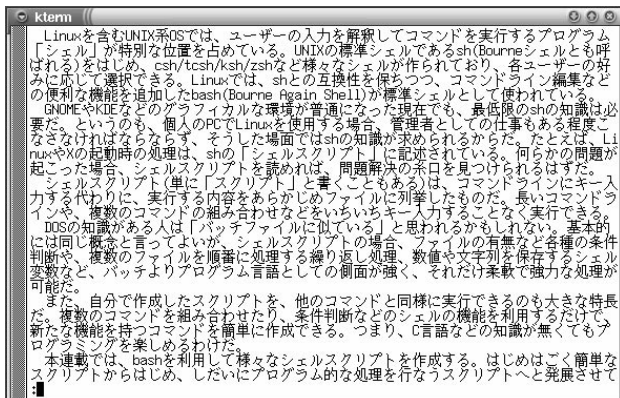 kterm
Linuxを含むUNIX系OSでは、ユーザーの入力を解釈してコマンドを実行するプログラム
「シェル」が特別な位置を占めている。UNIXの標準シェルであるsh(Bourneシェルとも呼
ばれる)をはじめ、csh/tcsh/ksh/zshなど様々なシェルが作られており、各ユーザーの好
みに応じて選択できる。Linuxでは、shとの互換性を保ちつつ、コマンドライン編集など
の便利な機能を追加したbash(Bourne Again Shell)が標準シェルとして使われている。
GNOMEやKDEなどのグラフィカルな環境が普通になった現在でも、最低限のshの知識は必
要だ。というのも、個人のPCでLinuxを使用する場合、管理者としての仕事もある程度こ
なさなければならならず、そうした場面ではshの知識が求められるからだ。たとえば、Li
nuxやXの起動時の処理は、shの「シェルスクリプト」に記述されている。何らかの問題が
起こった場合、シェルスクリプトを読めれば、問題解決の糸口を見つけられるはずだ。
シェルスクリプト(単に「スクリプト」と書くこともある)は、コマンドラインにキー入
力する代わりに、実行する内容をあらかじめファイルに列挙したものだ。長いコマンドラ
インや、複数のコマンドの組み合わせなどをいちいちキー入力することなく実行できる。
DOSの知識がある人は「バッチファイルに似ている」と思われるかもしれない。基本的
には同じ概念と言ってよいが、シェルスクリプトの場合、ファイルの有無など各種の条件
判断や、複数のファイルを順番に処理する繰り返し処理、数値や文字列を保存するシェル
変数など、バッチよりプログラム言語としての側面が強く、それだけ柔軟で強力な処理が
可能だ。
また、自分で作成したスクリプトを、他のコマンドと同様に実行できるのも大きな特長
だ。複数のコマンドを組み合わせたり、条件判断などのシェルの機能を利用するだけで、
新たな機能を持つコマンドを簡単に作成できる。つまり、C言語などの知識が無くてもプ
ログラミングを楽しめるわけだ。
本連載では、bashを利用して様々なシェルスクリプトを作成する。はじめはごく簡単な
スクリプトからはじめ、しだいにプログラム的な処理を行なうスクリプトへと発展させて
: